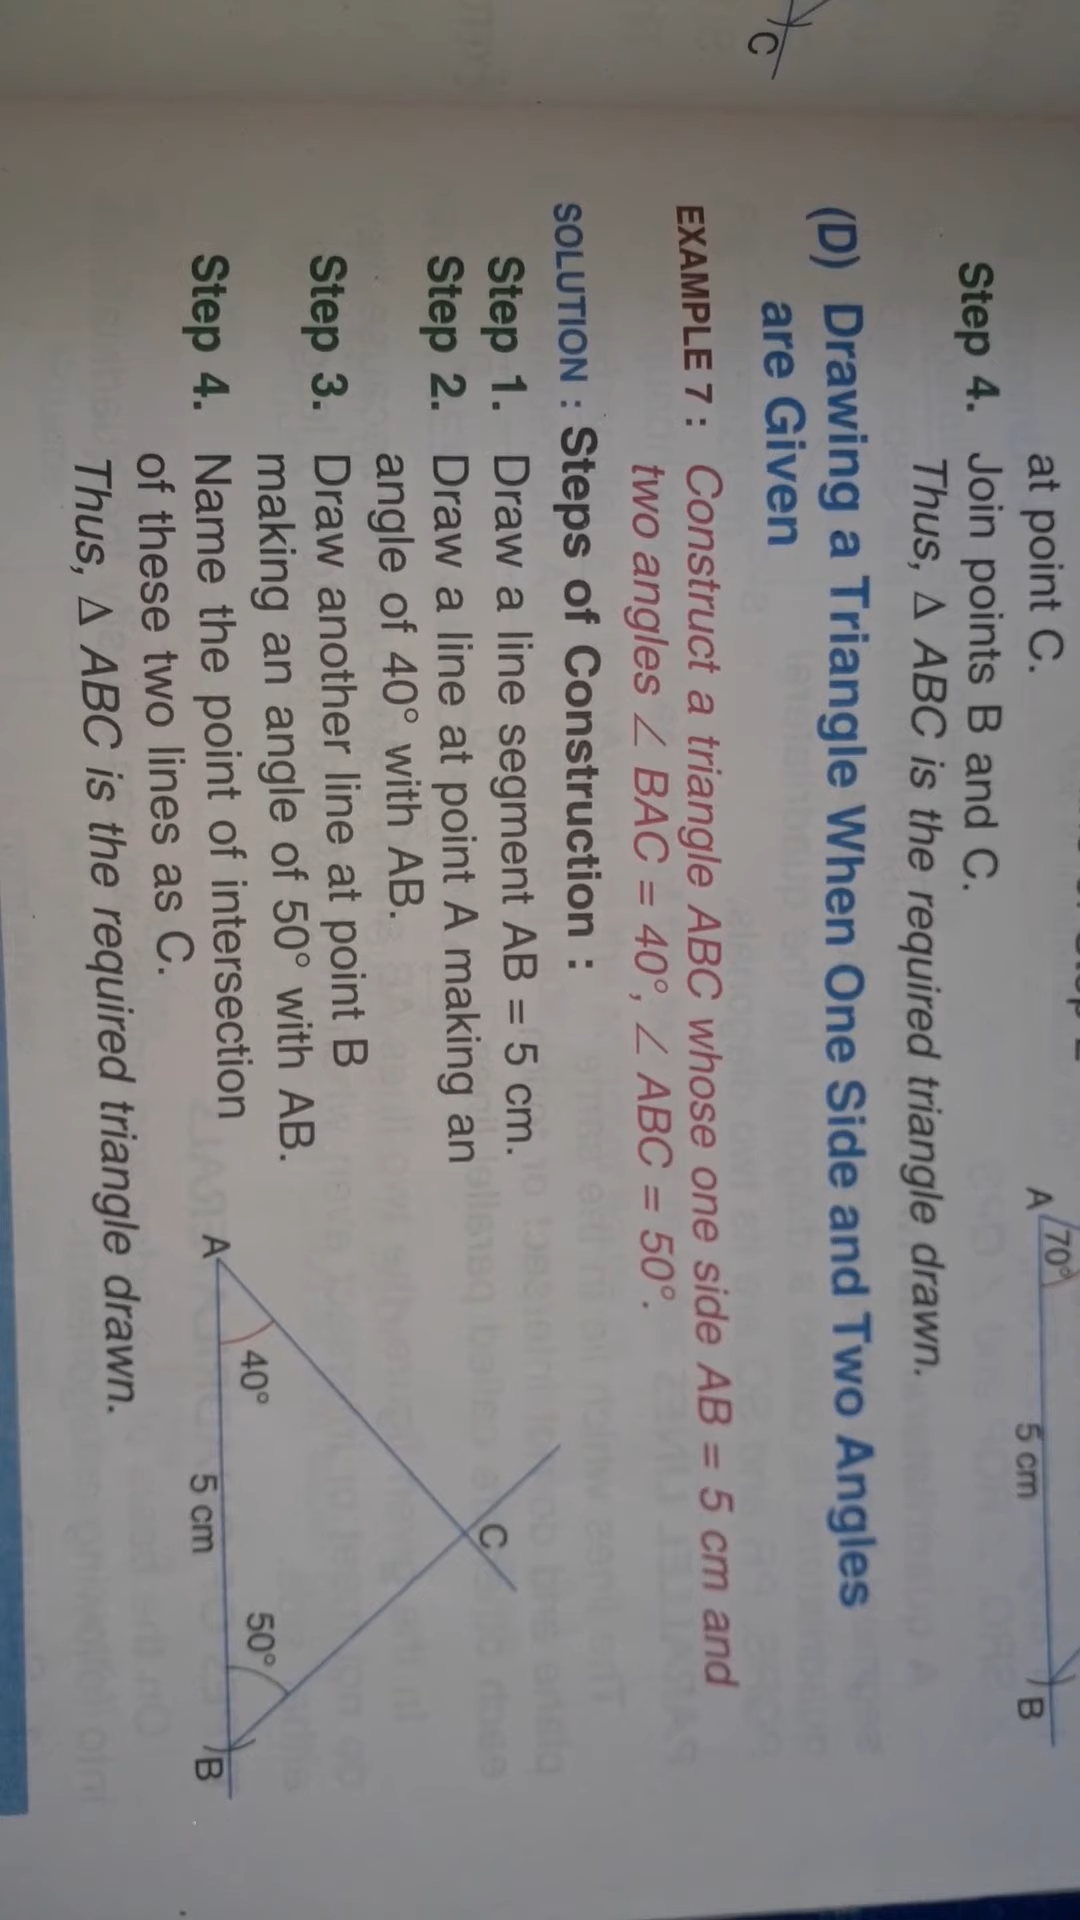 at point C.
Step 4. Join points B and C.
Thus, Δ ABC is the required triangle drawn.
A
70°
5 cm
B
C
(D) Drawing a Triangle When One Side and Two Angles
are Given
EXAMPLE 7 : Construct a triangle ABC whose one side AB = 5 cm and
two angles ∠ BAC = 40°, ∠ ABC = 50°.
SOLUTION : Steps of Construction :
Step 1. Draw a line segment AB = 5 cm.
Step 2. Draw a line at point A making an
angle of 40° with AB.
Step 3. Draw another line at point B
making an angle of 50° with AB.
Step 4. Name the point of intersection
of these two lines as C.
Thus, Δ ABC is the required triangle drawn.
C
40°
50°
A
5 cm
B